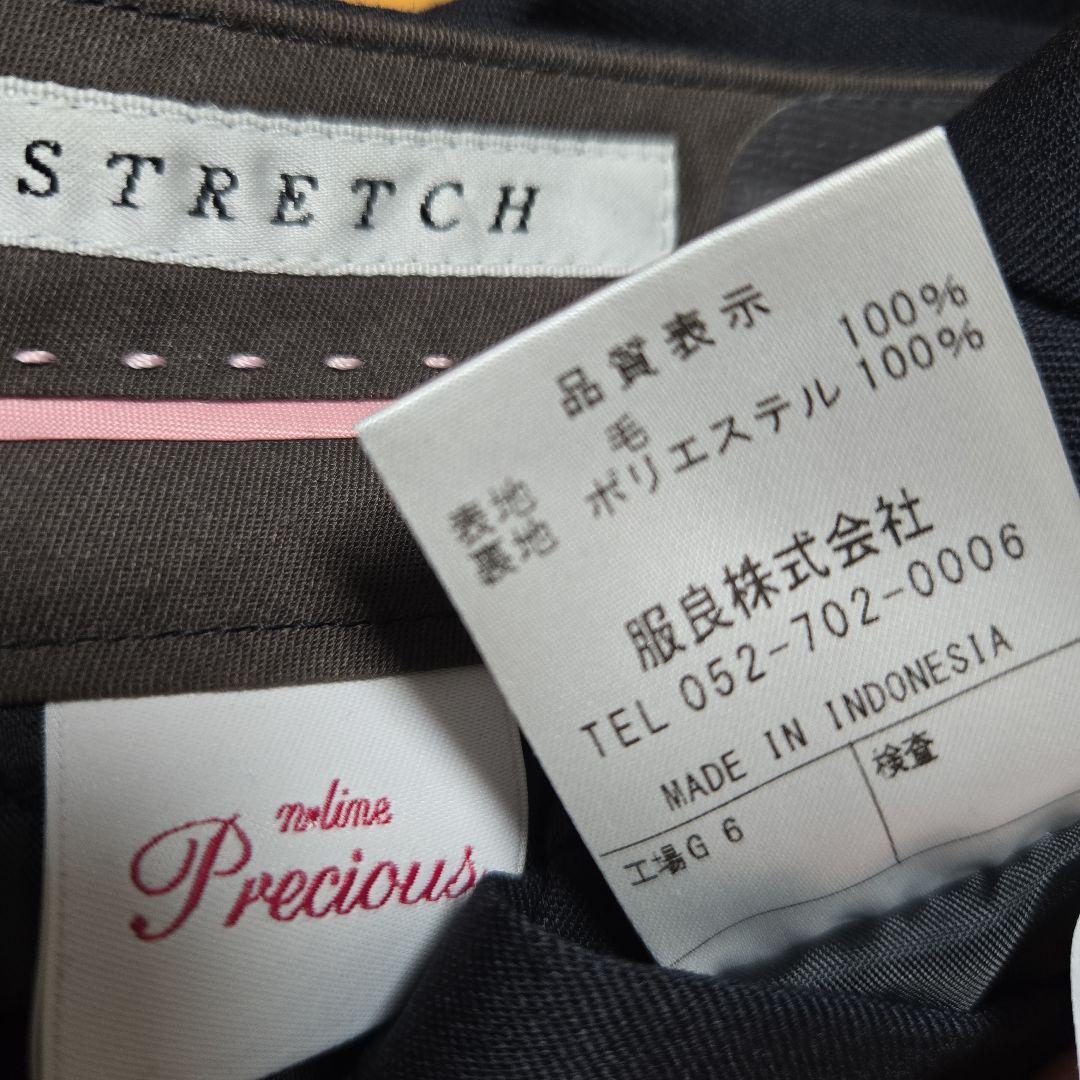 STRETCH
品質表示
表地 毛 100%
裏地 ポリエステル 100%
服良株式会社
TEL 052-702-0006
MADE IN INDONESIA
工場G 6
検査
n★line
Precious